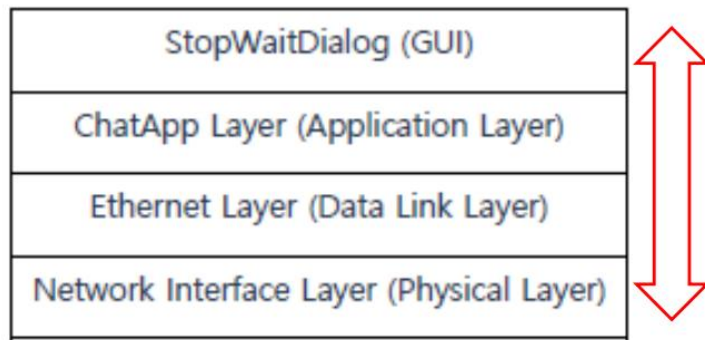 StopWaitDialog (GUI)
ChatApp Layer (Application Layer)
Ethernet Layer (Data Link Layer)
Network Interface Layer (Physical Layer)